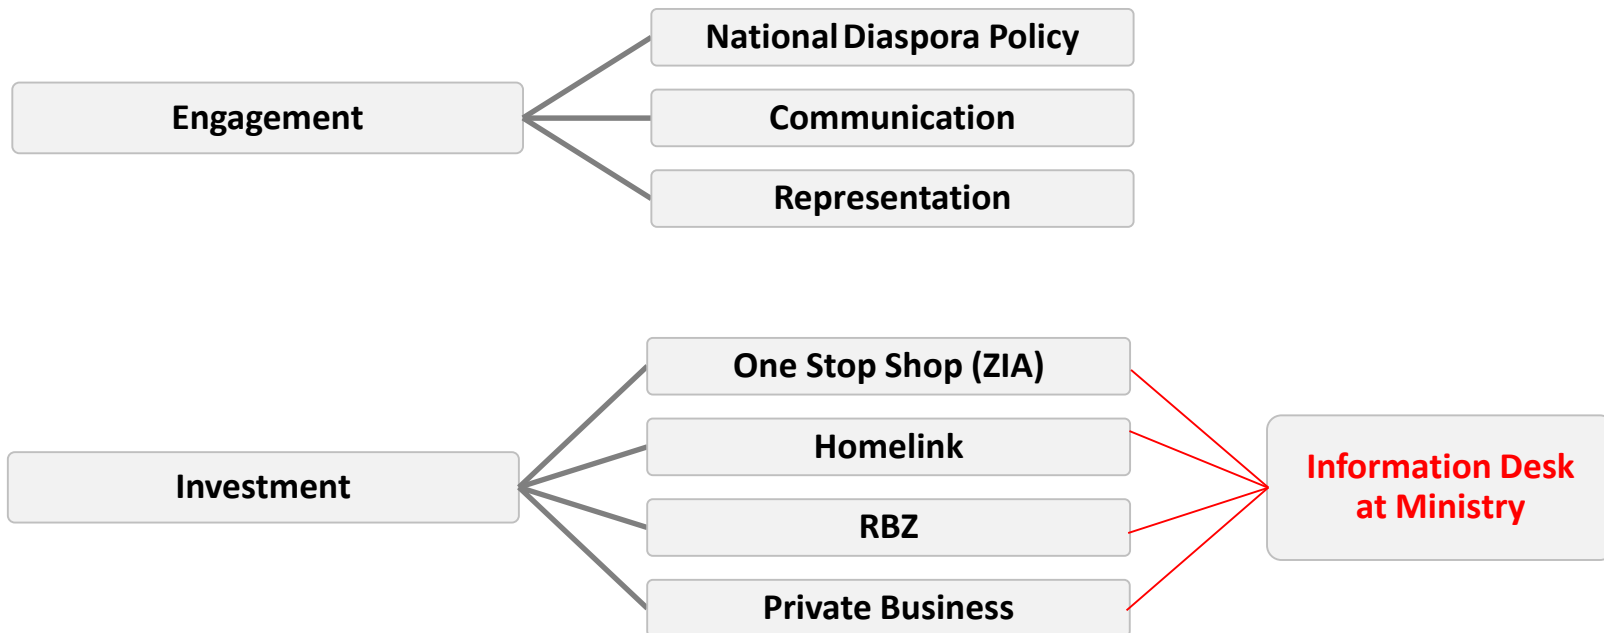 National Diaspora Policy
Engagement
Communication
Representation
One Stop Shop (ZIA)
Homelink
Investment
Information Desk
at Ministry
RBZ
Private Business